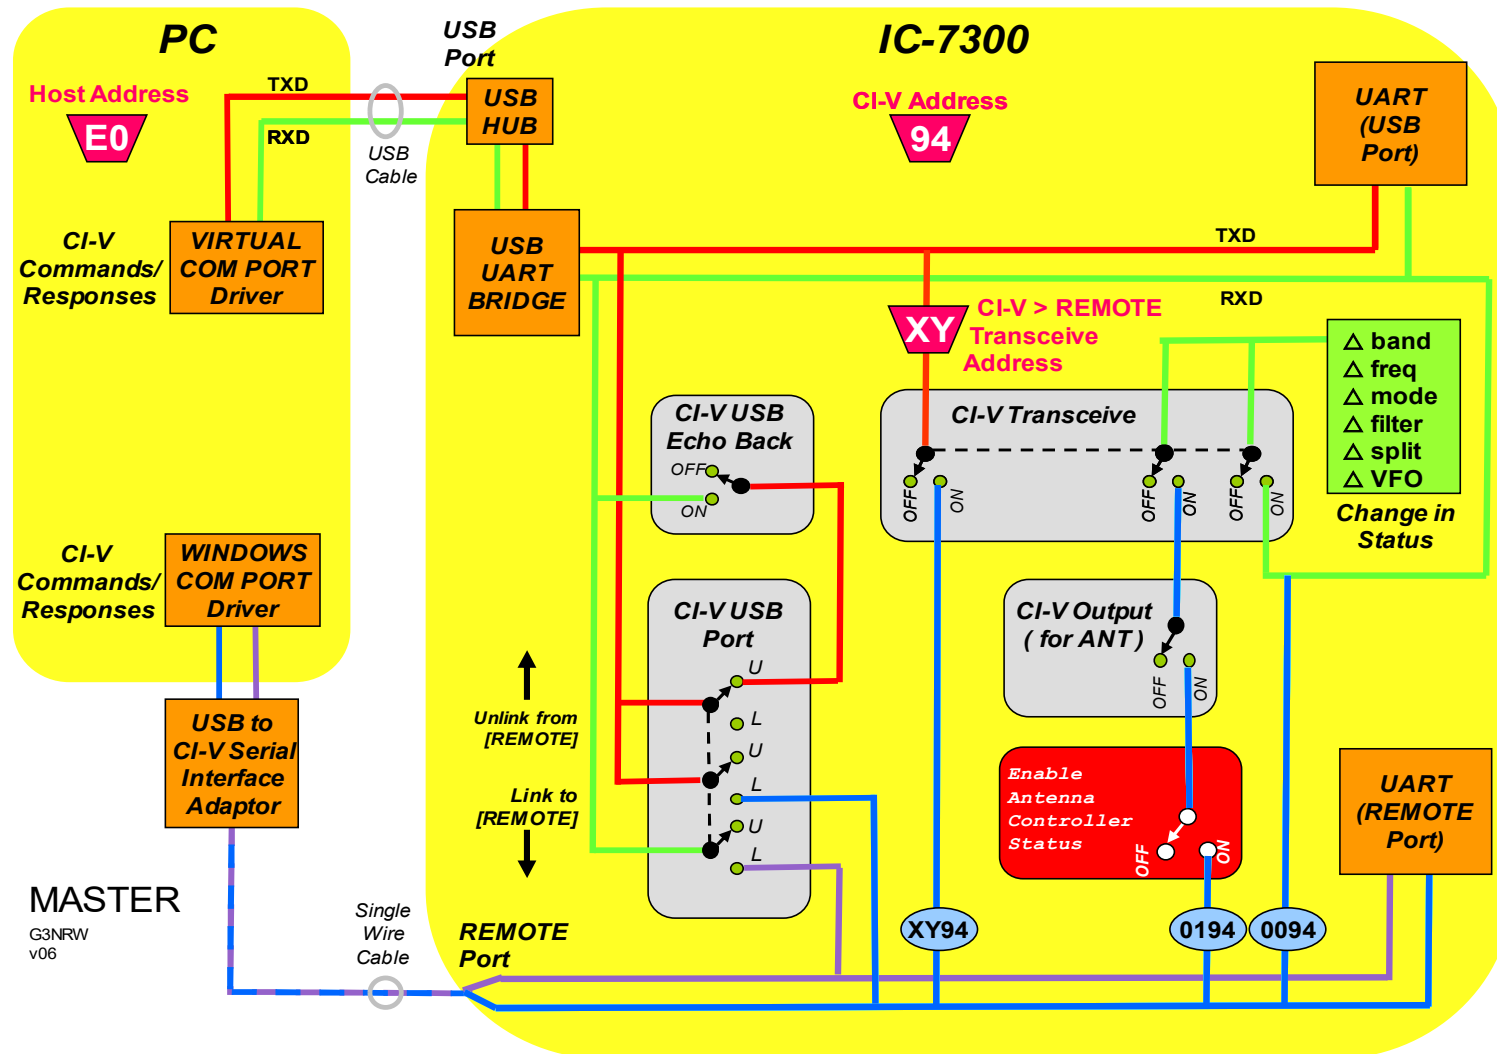 PC
Host Address
E0
TXD
RXD
USB
Cable
CI-V
Commands/
Responses
VIRTUAL
COM PORT
Driver
CI-V
Commands/
Responses
WINDOWS
COM PORT
Driver
USB to
CI-V Serial
Interface
Adaptor
MASTER
G3NRW
v06
Single
Wire
Cable
USB
Port
IC-7300
USB
HUB
CI-V Address
94
UART
(USB
Port)
USB
UART
BRIDGE
TXD
RXD
XY
CI-V > REMOTE
Transceive
Address
△ band
△ freq
△ mode
△ filter
△ split
△ VFO
Change in
Status
CI-V USB
Echo Back
OFF
ON
CI-V Transceive
OFF
ON
OFF
ON
OFF
ON
CI-V USB
Port
U
L
U
L
U
L
Unlink from
[REMOTE]
Link to
[REMOTE]
CI-V Output
( for ANT )
OFF
ON
Enable
Antenna
Controller
Status
OFF
ON
UART
(REMOTE
Port)
XY94
0194
0094
REMOTE
Port